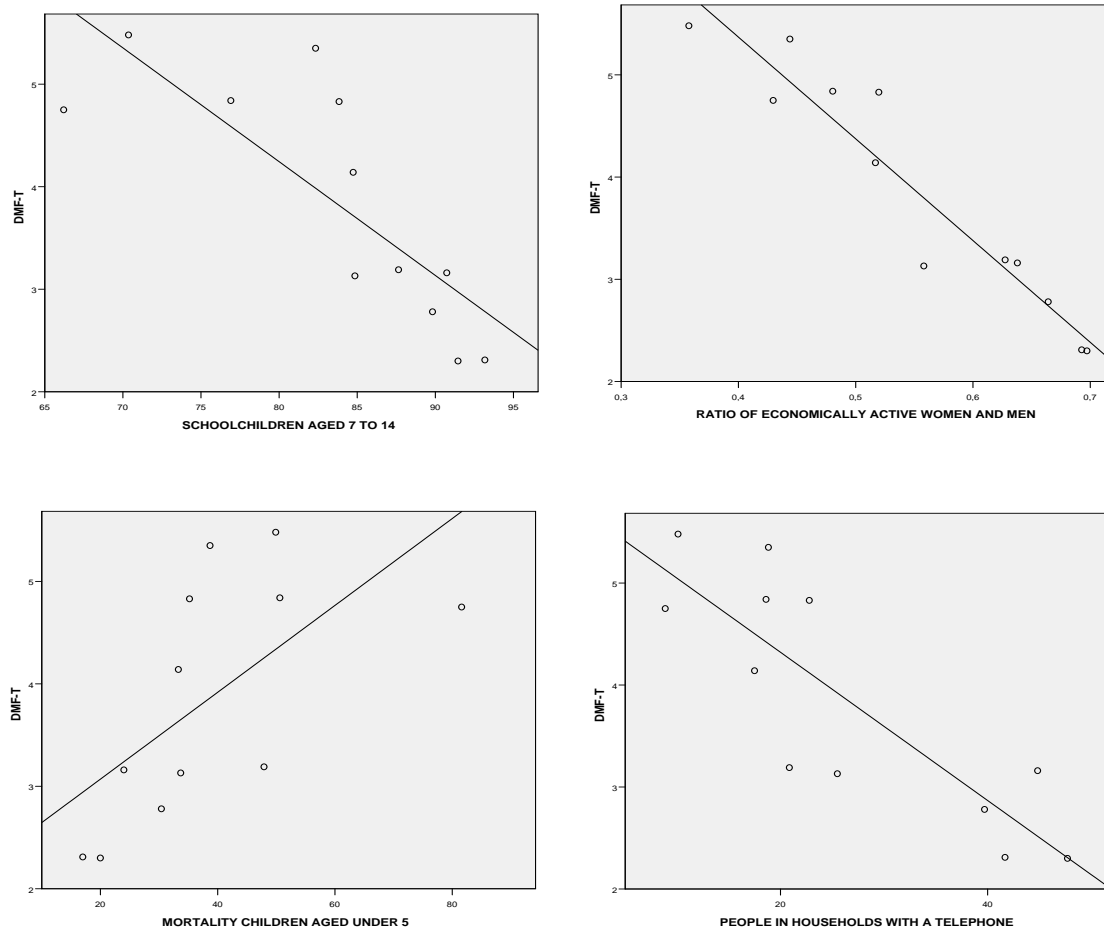 DMF-T
5
4
3
2
65 70 75 80 85 90 95
SCHOOLCHILDREN AGED 7 TO 14
DMF-T
5
4
3
2
0,3 0,4 0,5 0,6 0,7
RATIO OF ECONOMICALLY ACTIVE WOMEN AND MEN
DMF-T
5
4
3
2
20 40 60 80
MORTALITY CHILDREN AGED UNDER 5
DMF-T
5
4
3
2
20 40
PEOPLE IN HOUSEHOLDS WITH A TELEPHONE